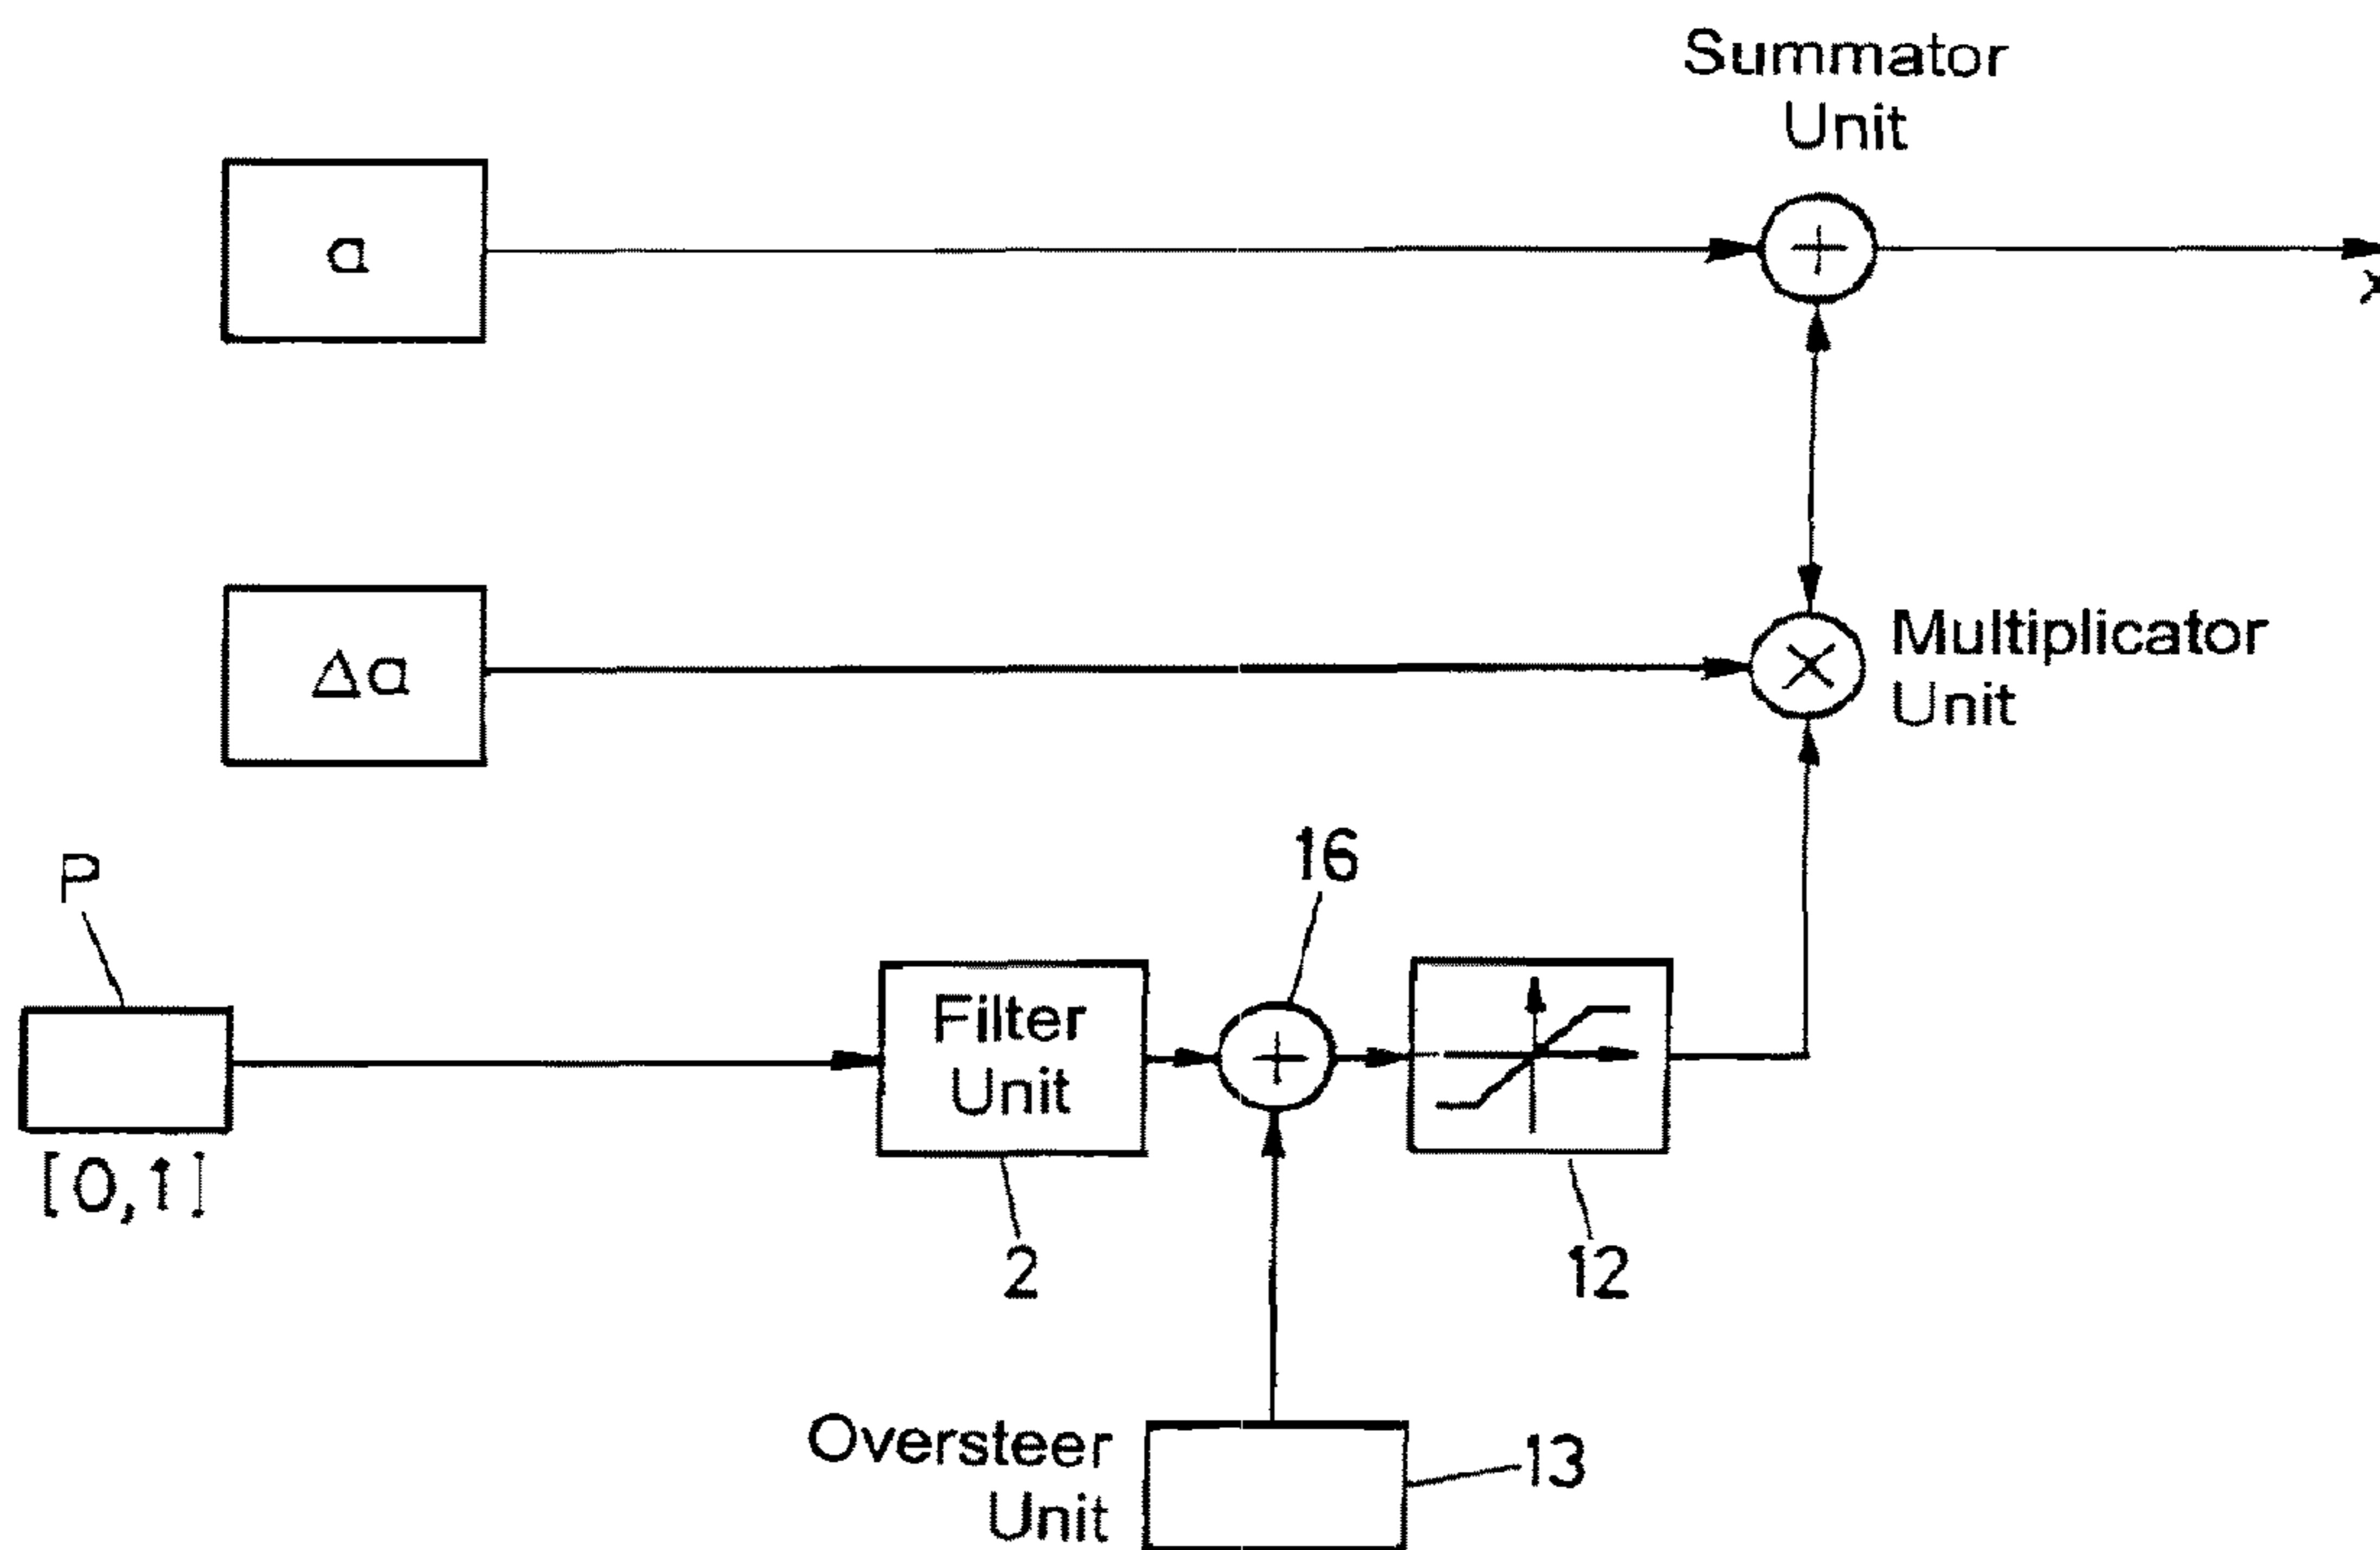 Summator
Unit
a
x
Δa
Multiplicator
Unit
16
P
Filter
Unit
[0,1]
2
12
Oversteer
Unit
13